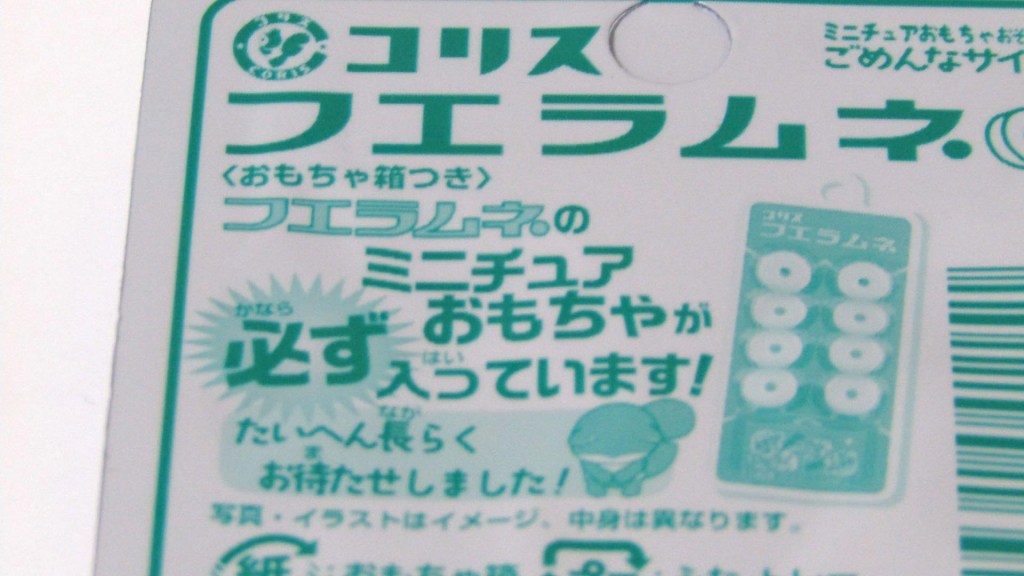 コリス CORIS コリス
ミニチュアおもちゃ
ごめんなサイ
フエラムネ
〈おもちゃ箱つき〉
フエラムネの
ミニチュア
おもちゃが
かなら
必ず
はい
入っています!
なが
たいへん長らく
ま
お待たせしました!
コリス
フエラムネ
写真・イラストはイメージ、中身は異なります。
紙